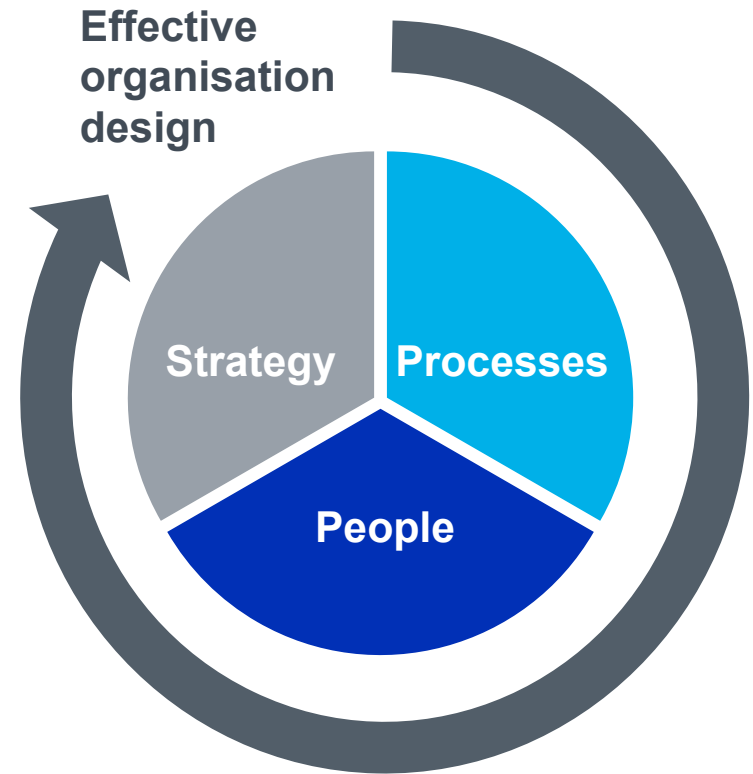 Effective
organisation
design
Strategy
Processes
People